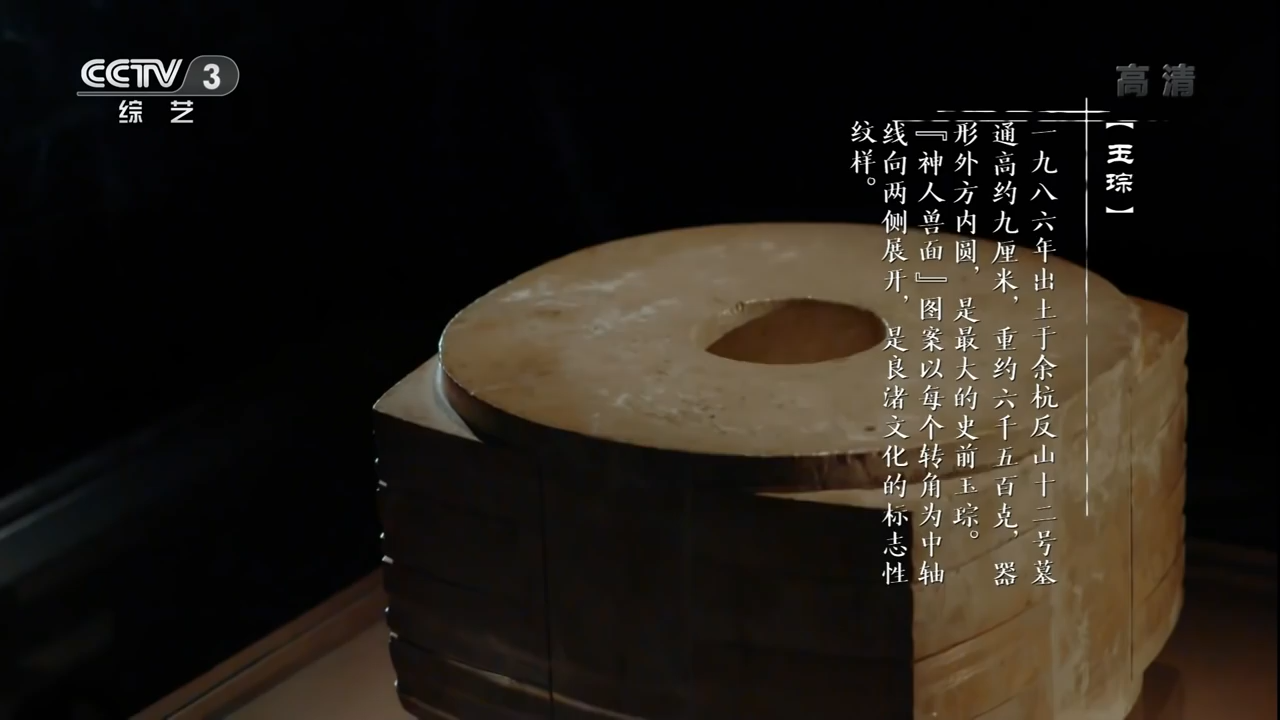 CCTV 3
综艺
高清
【玉琮】
一九八六年出土于余杭反山十二号墓
通高约九厘米，重约六千五百克，器
形外方内圆，是最大的史前玉琮。
『神人兽面』图案以每个转角为中轴
线向两侧展开，是良渚文化的标志性
纹样。